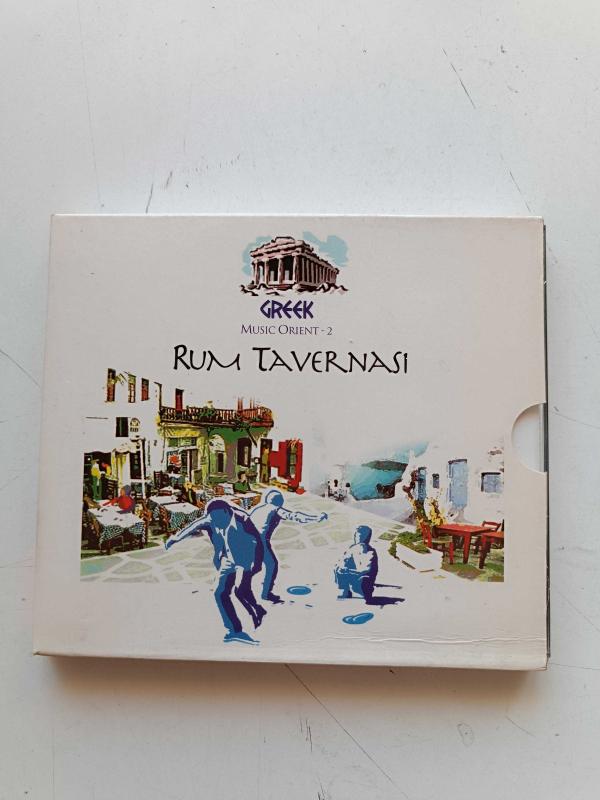 GREEK
MUSIC ORIENT - 2
RUM TAVERNASi